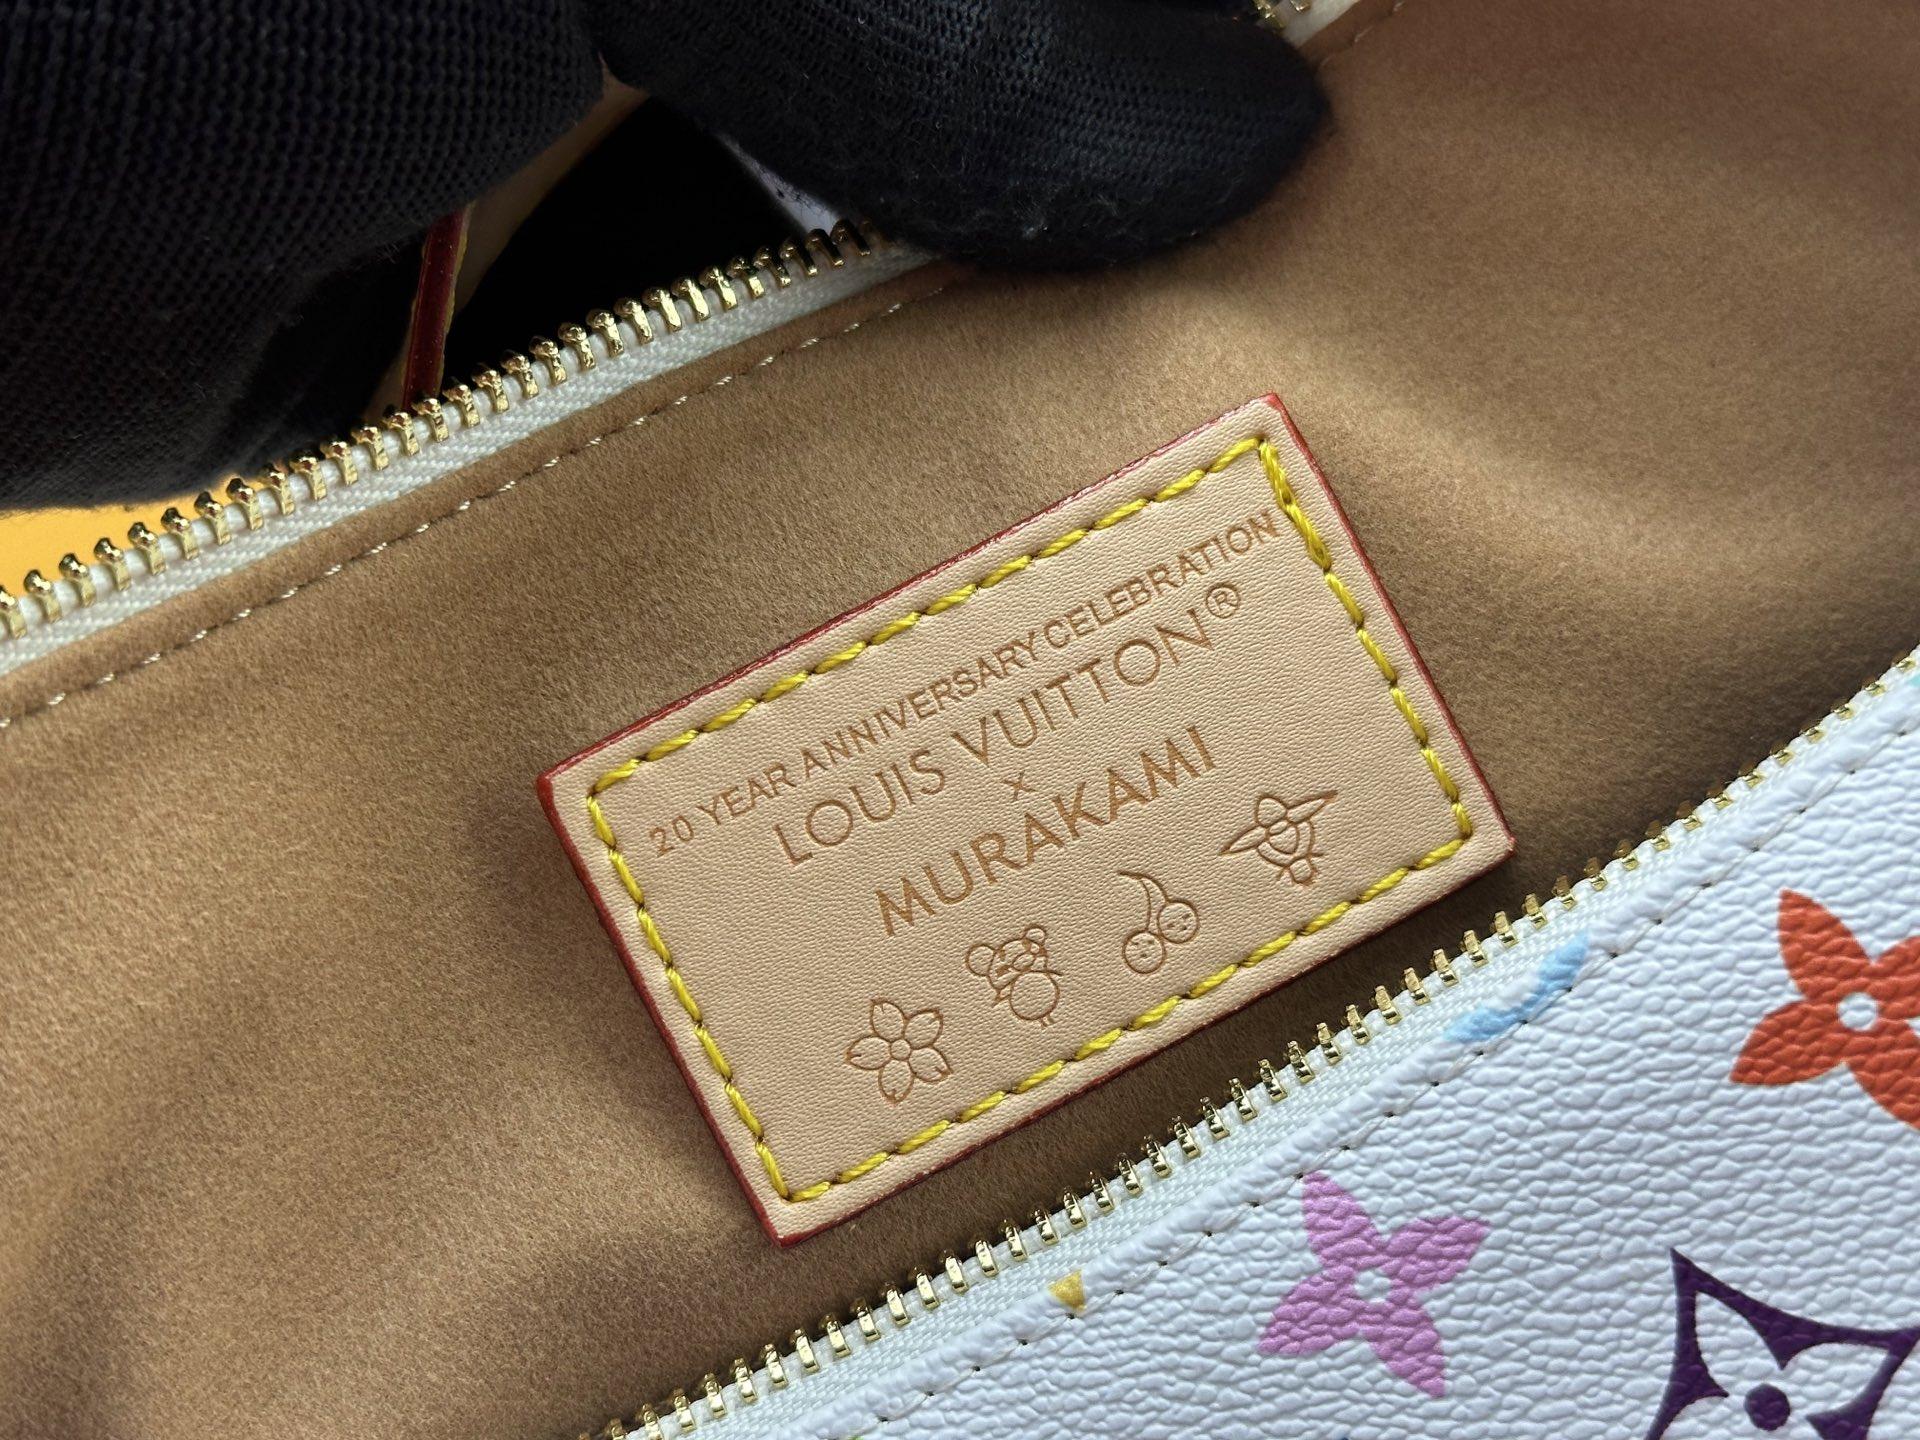 20 YEAR ANNIVERSARY CELEBRATION
LOUIS VUITTON®
×
MURAKAMI